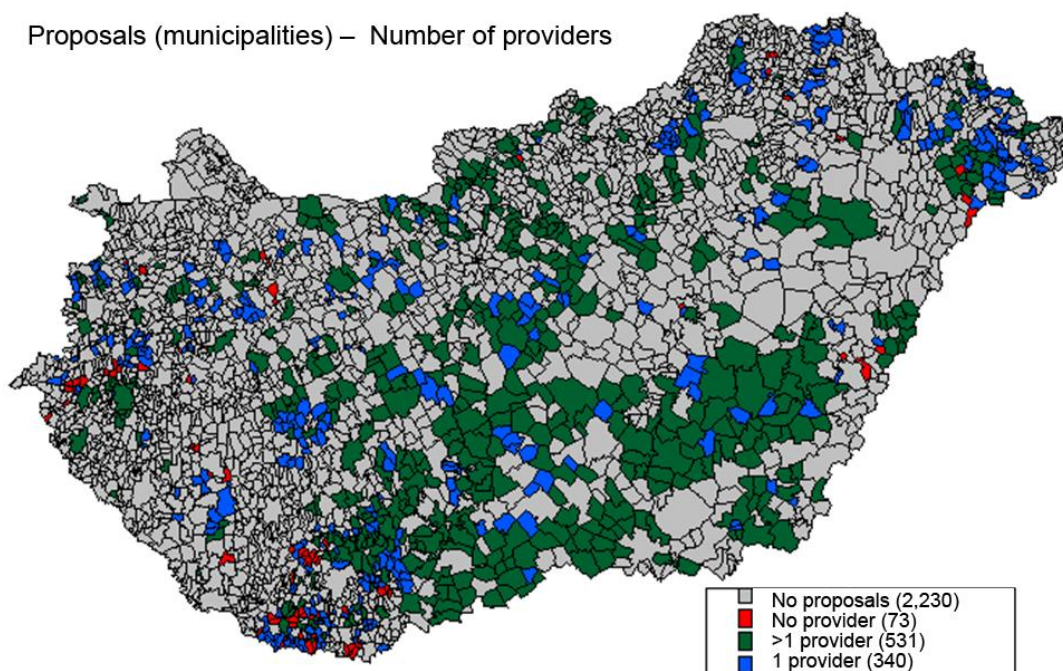 Proposals (municipalities) – Number of providers
No proposals (2,230)
No provider (73)
>1 provider (531)
1 provider (340)